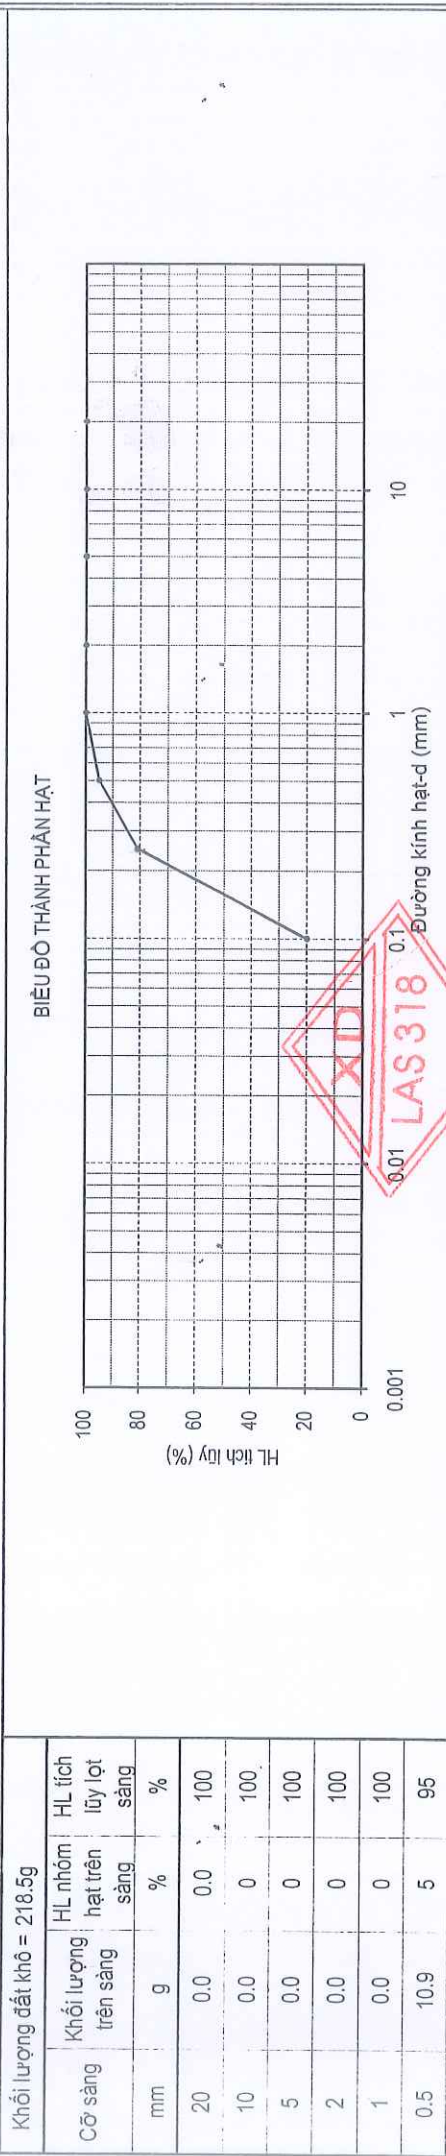 Khối lượng đất khô = 218.5g
Cỡ sàng Khối lượng trên sàng HL nhóm hạt trên sàng HL tích lũy lọt sàng
mm g % %
20 0.0 0.0 100
10 0.0 0 100
5 0.0 0 100
2 0.0 0 100
1 0.0 0 100
0.5 10.9 5 95
BIỂU ĐỒ THÀNH PHẦN HẠT
HL tích lũy (%)
100
80
60
40
20
0
0.001 0.01 0.1 1 10
Đường kính hạt-d (mm)
XD
LAS 318